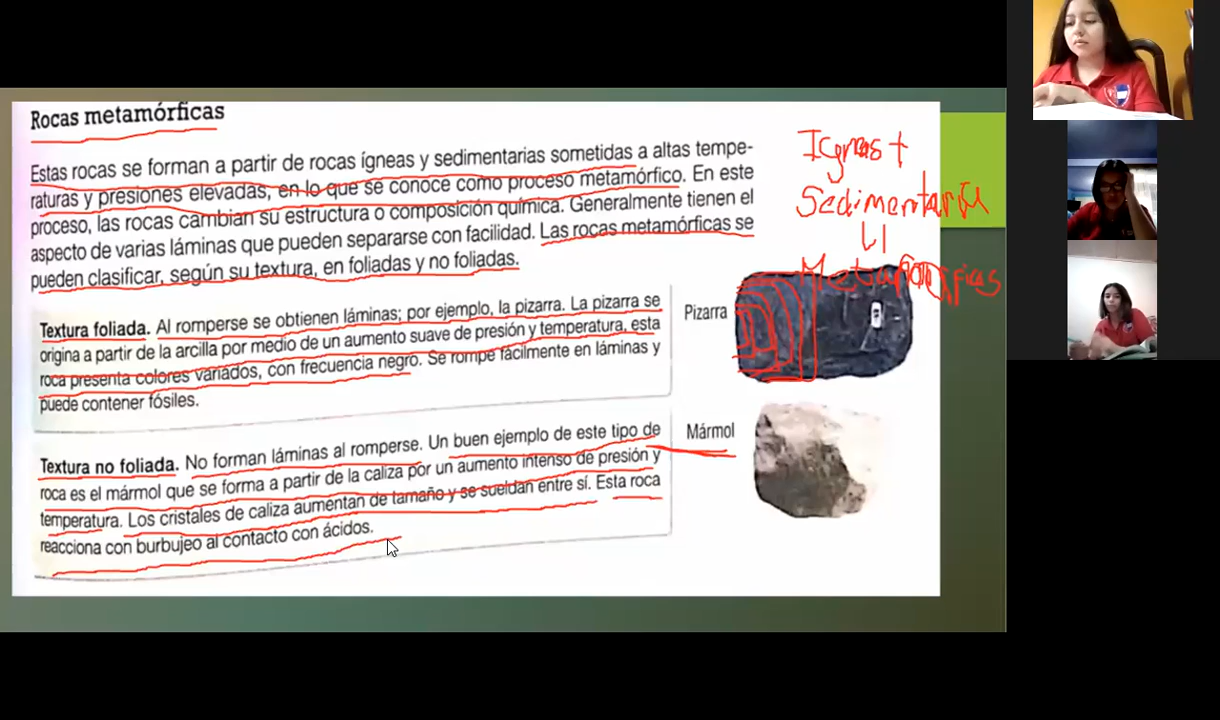 Rocas metamórficas
Estas rocas se forman a partir de rocas ígneas y sedimentarias sometidas a altas tempe-
raturas y presiones elevadas, en lo que se conoce como proceso metamórfico. En este
proceso, las rocas cambian su estructura o composición química. Generalmente tienen el
aspecto de varias láminas que pueden separarse con facilidad. Las rocas metamórficas se
pueden clasificar, según su textura, en foliadas y no foliadas.
Textura foliada. Al romperse se obtienen láminas; por ejemplo, la pizarra. La pizarra se
origina a partir de la arcilla por medio de un aumento suave de presión y temperatura, esta
roca presenta colores variados, con frecuencia negro. Se rompe fácilmente en láminas y
puede contener fósiles.
Textura no foliada. No forman láminas al romperse. Un buen ejemplo de este tipo de
roca es el mármol que se forma a partir de la caliza por un aumento intenso de presión y
temperatura. Los cristales de caliza aumentan de tamaño y se sueldan entre sí. Esta roca
reacciona con burbujeo al contacto con ácidos.
Pizarra
Mármol
Igneas +
Sedimentaria